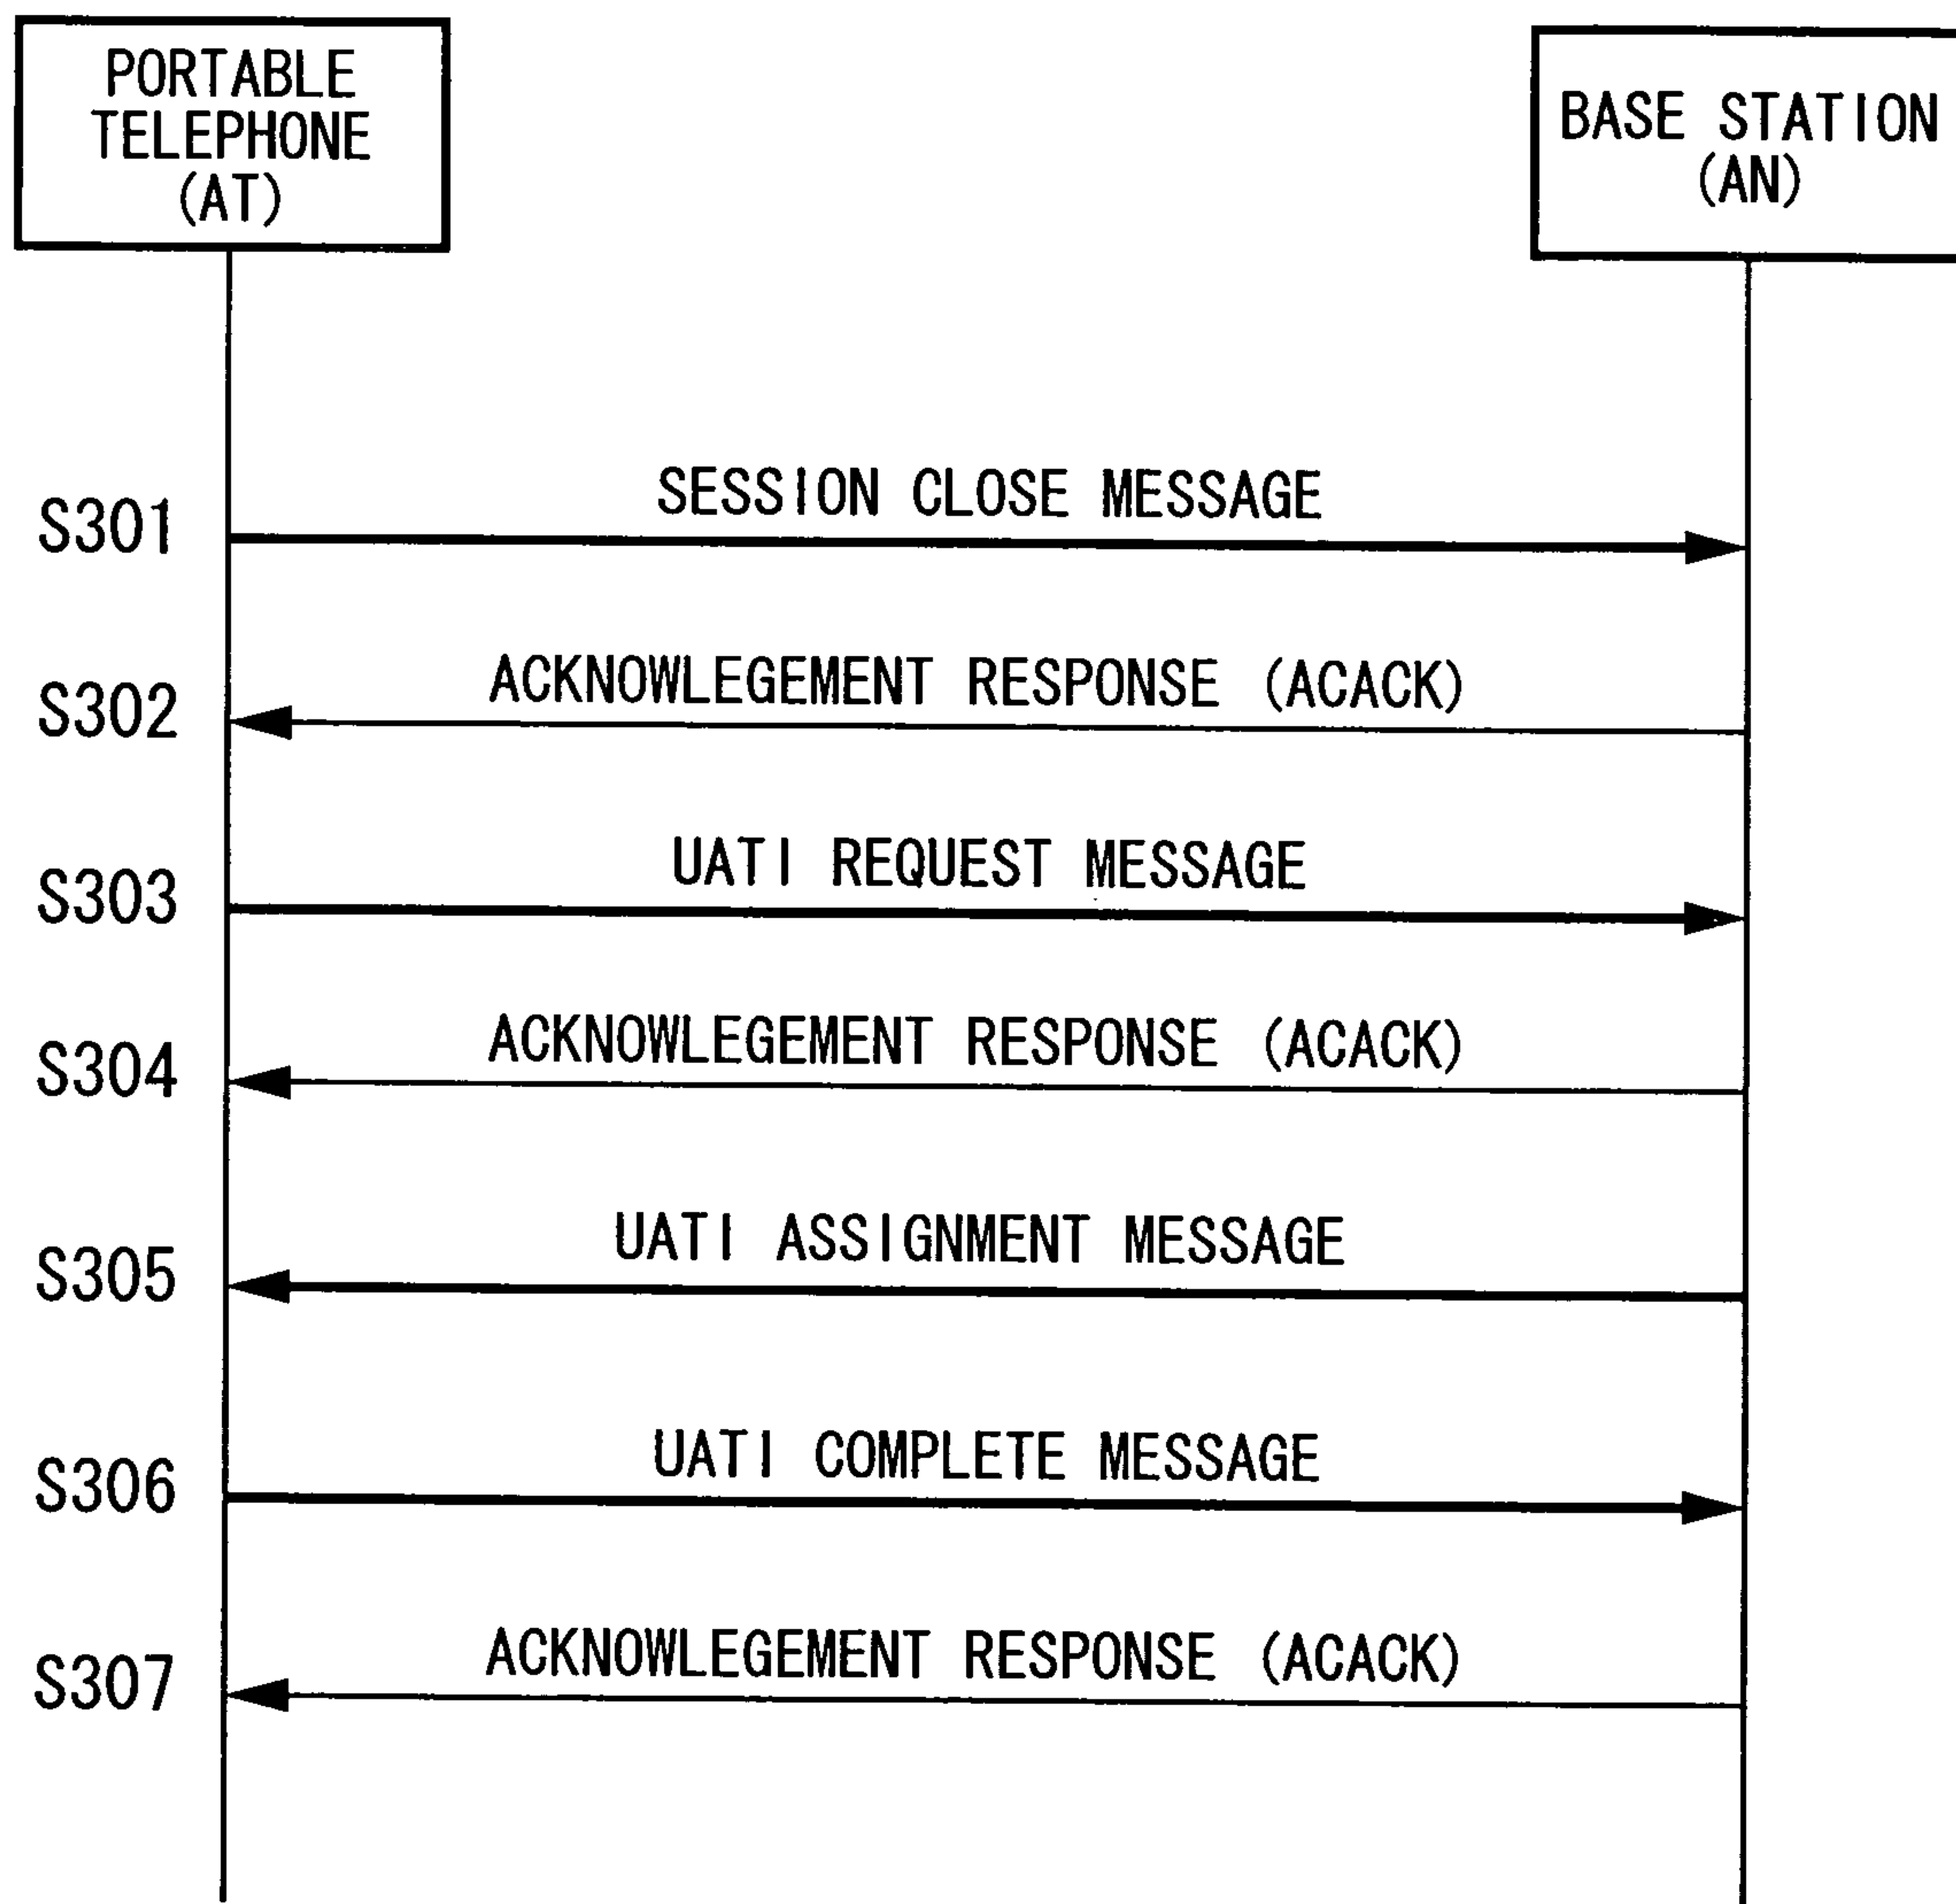 PORTABLE
TELEPHONE
(AT)
BASE STATION
(AN)
S301
SESSION CLOSE MESSAGE
S302
ACKNOWLEGEMENT RESPONSE (ACACK)
S303
UATI REQUEST MESSAGE
S304
ACKNOWLEGEMENT RESPONSE (ACACK)
S305
UATI ASSIGNMENT MESSAGE
S306
UATI COMPLETE MESSAGE
S307
ACKNOWLEGEMENT RESPONSE (ACACK)